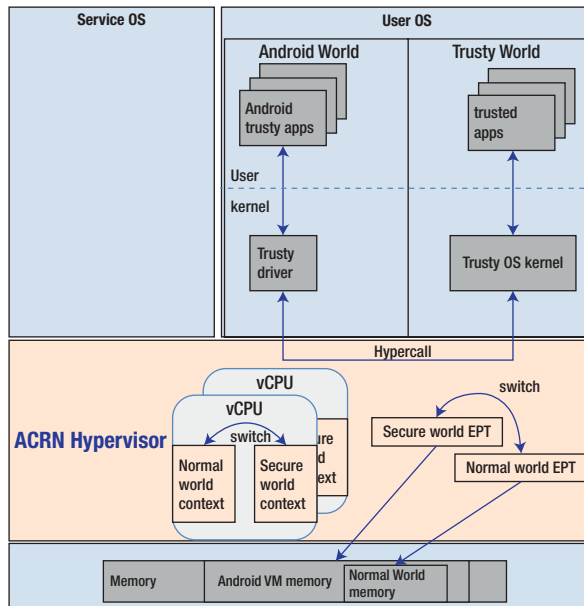 Service OS
User OS
Android World
Trusty World
Android
trusty apps
trusted
apps
User
kernel
Trusty
driver
Trusty OS kernel
Hypercall
vCPU
vCPU
switch
ACRN Hypervisor
Normal
world
context
Secure
world
context
switch
Secure world EPT
Normal world EPT
Memory
Android VM memory
Normal World
memory